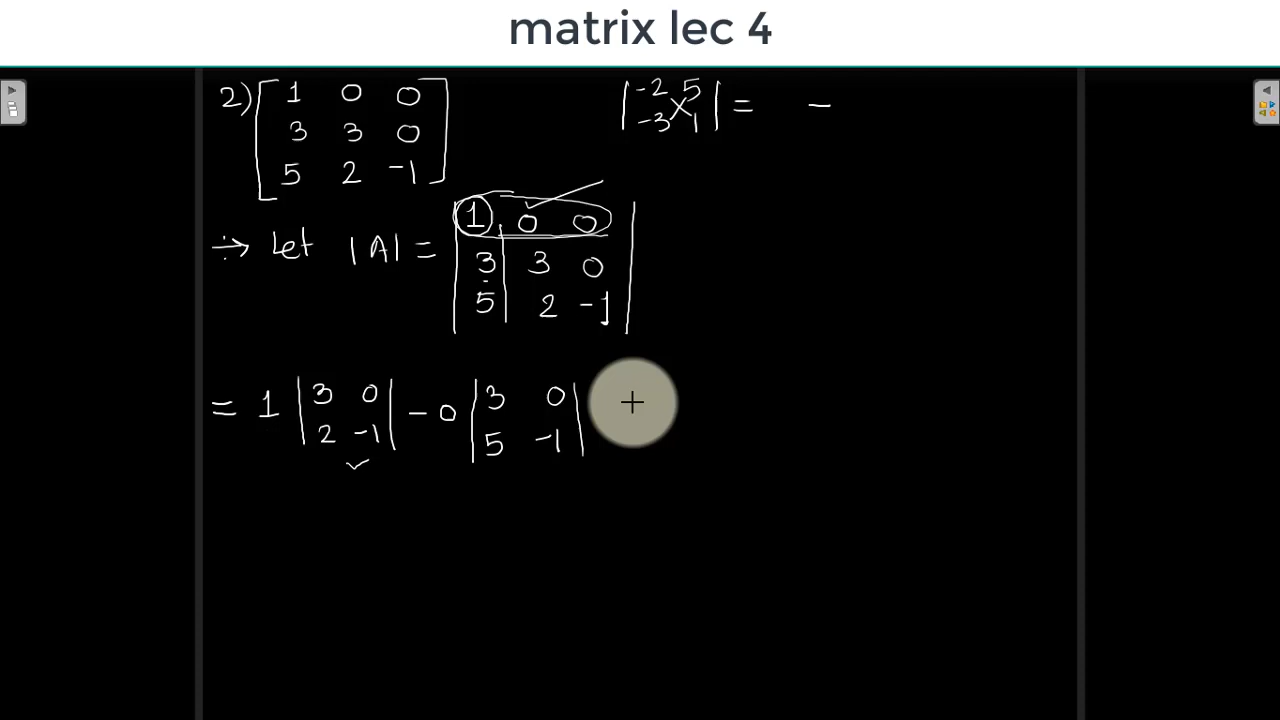 matrix lec 4
2) [ 1 0 0
3 3 0
5 2 -1 ]
| -2 5
-3 1 | = -
∴→ Let |A| = | 1 0 0
3 3 0
5 2 -1 |
= 1 | 3 0
2 -1 | - 0 | 3 0
5 -1 | +